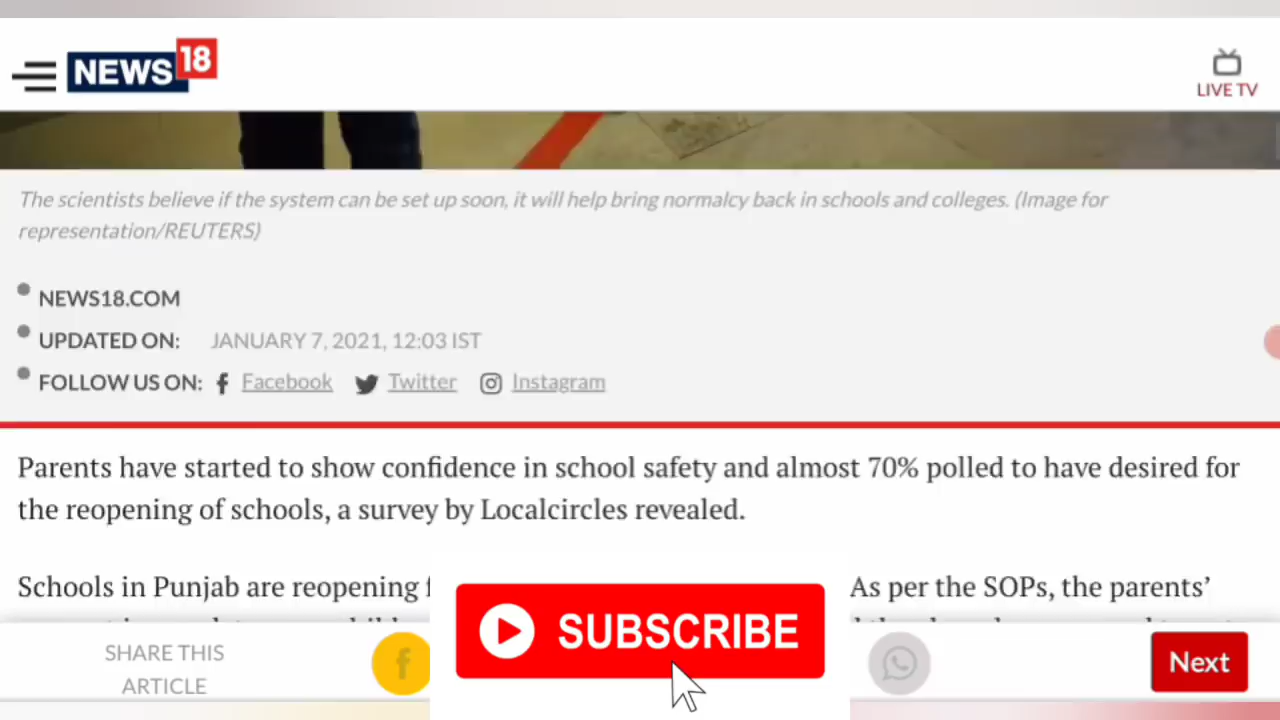 NEWS 18
LIVE TV
The scientists believe if the system can be set up soon, it will help bring normalcy back in schools and colleges. (Image for
representation/REUTERS)
NEWS18.COM
UPDATED ON: JANUARY 7, 2021, 12:03 IST
FOLLOW US ON: Facebook Twitter Instagram
Parents have started to show confidence in school safety and almost 70% polled to have desired for
the reopening of schools, a survey by Localcircles revealed.
Schools in Punjab are reopening As per the SOPs, the parents’
SUBSCRIBE
SHARE THIS
ARTICLE
Next